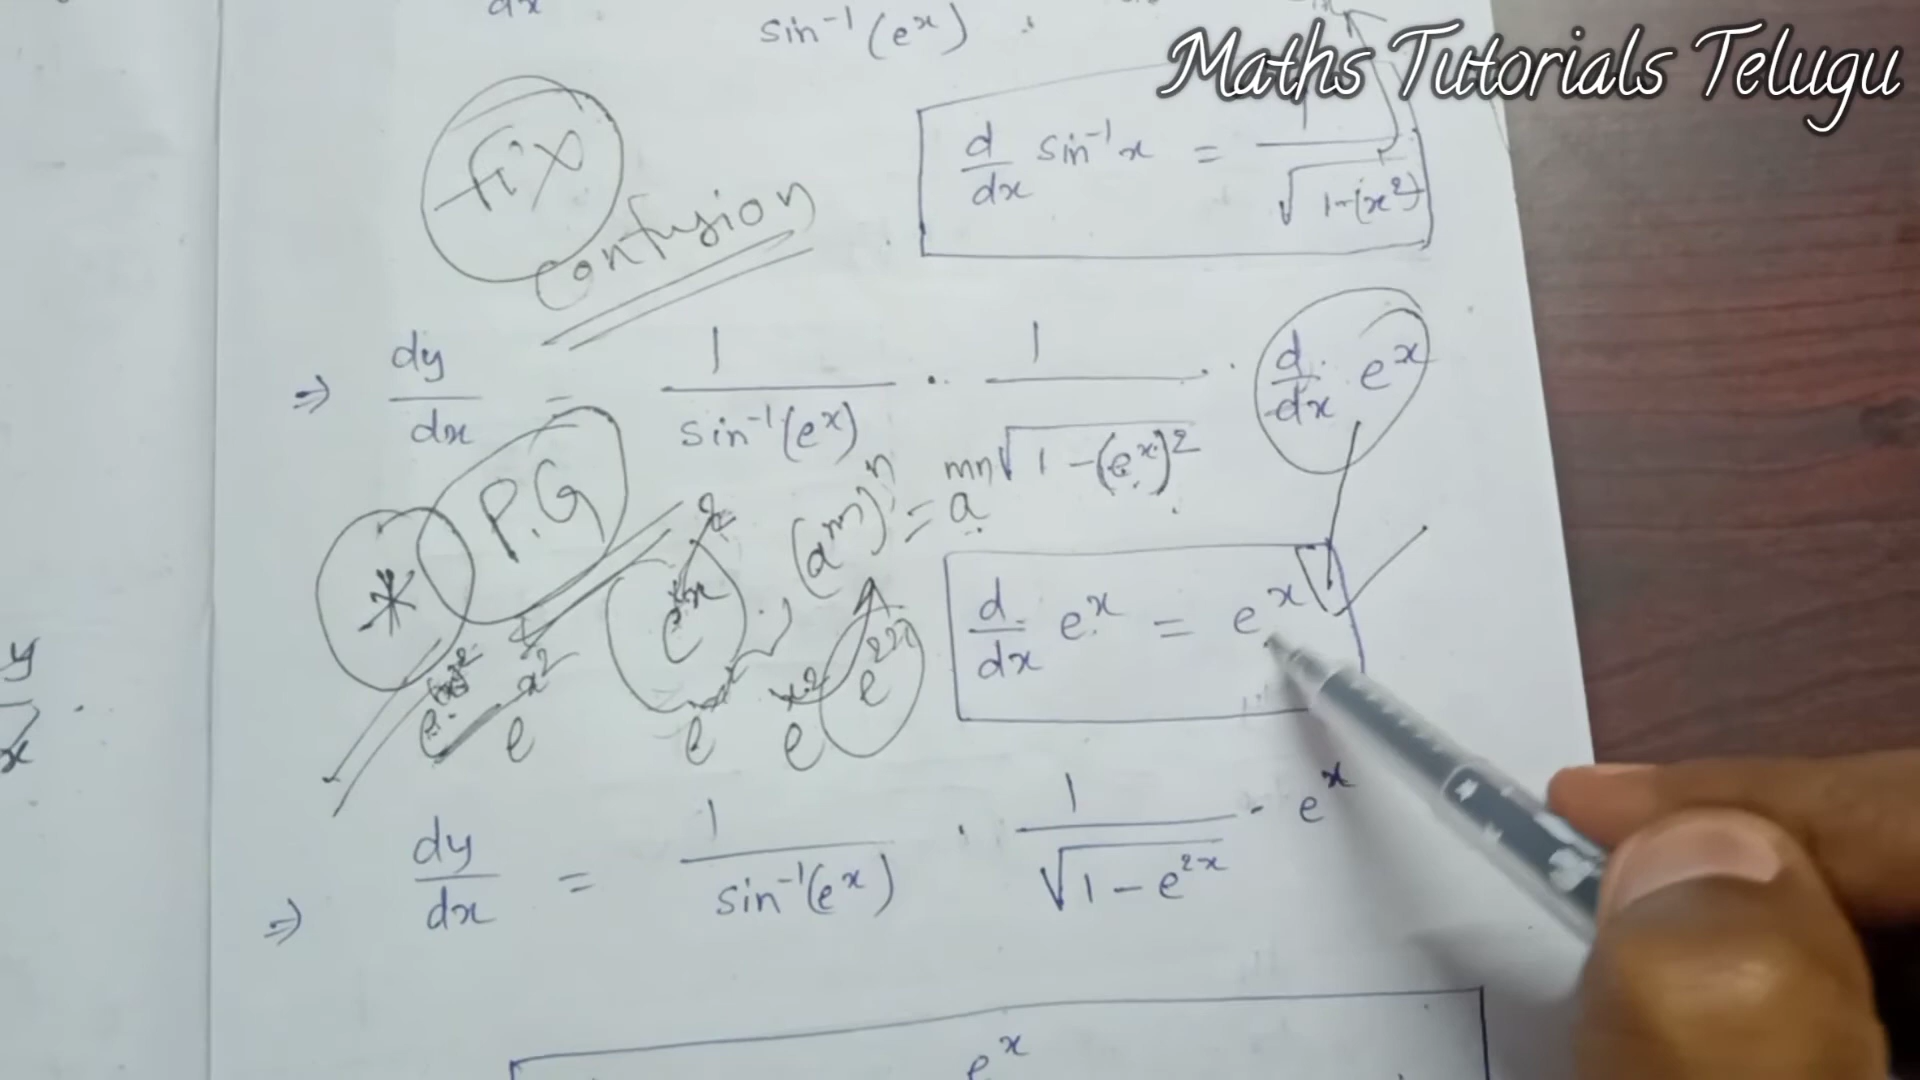 Maths Tutorials Telugu
dx
sin⁻¹(eˣ)
fix
confusion
d/dx sin⁻¹x = 1/√1-(x²)
⇒ dy/dx = 1/sin⁻¹(eˣ) · 1/√1-(eˣ)² · d/dx eˣ
P.G
*
(aᵐ)ⁿ = aᵐⁿ
d/dx eˣ = eˣ
y
x
⇒ dy/dx = 1/sin⁻¹(eˣ) · 1/√1-e²ˣ · eˣ
eˣ